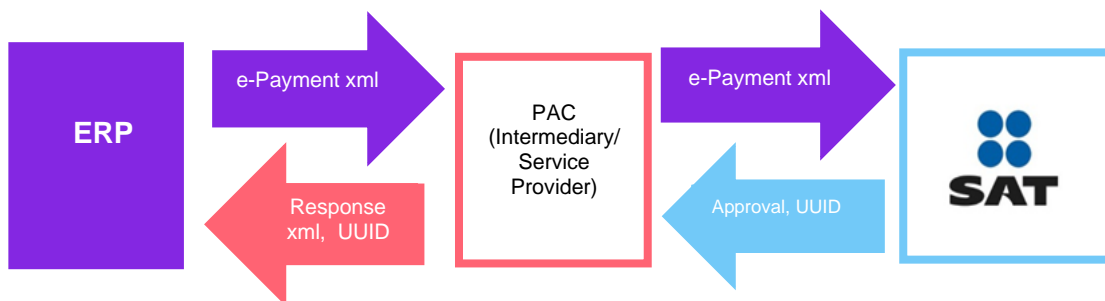 ERP
e-Payment xml
Response
xml, UUID
PAC
(Intermediary/
Service
Provider)
e-Payment xml
Approval, UUID
SAT